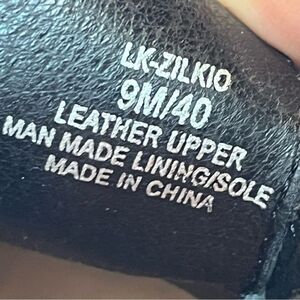 LK-ZILKIO
9M/40
LEATHER UPPER
MAN MADE LINING/SOLE
MADE IN CHINA